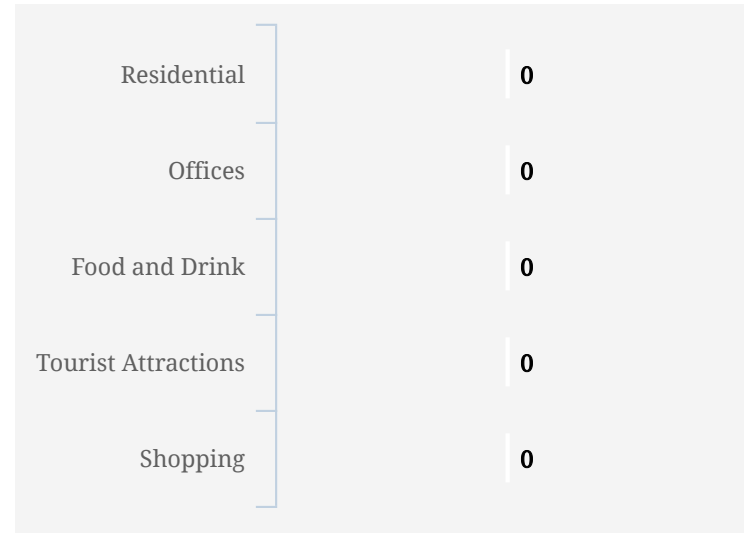 Residential 0
Offices 0
Food and Drink 0
Tourist Attractions 0
Shopping 0